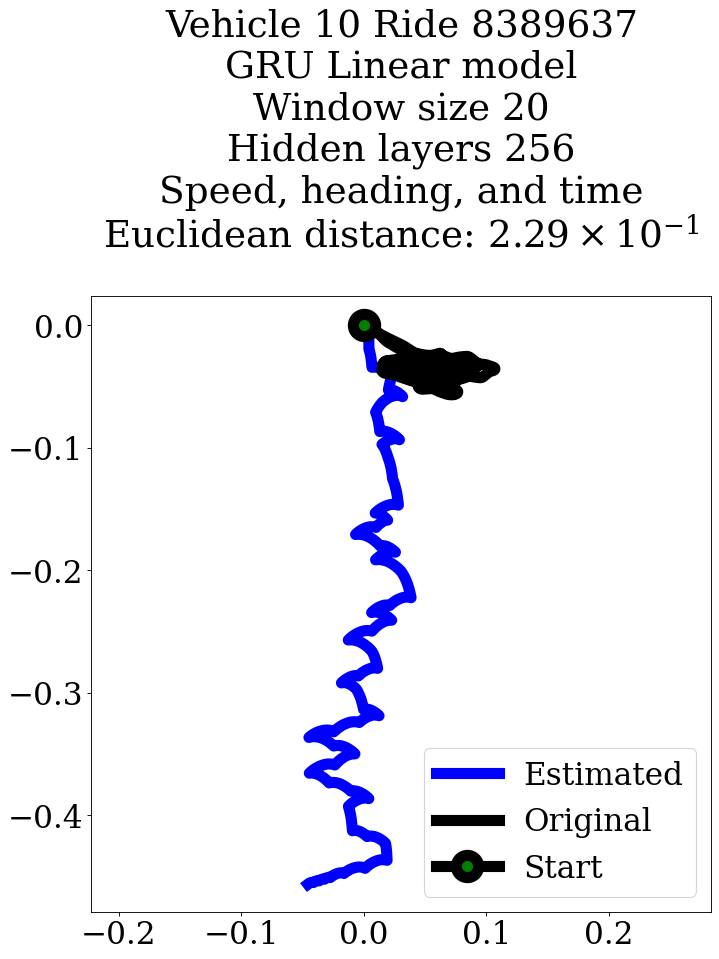 Vehicle 10 Ride 8389637
GRU Linear model
Window size 20
Hidden layers 256
Speed, heading, and time
Euclidean distance: 2.29 × 10⁻¹
0.0
−0.1
−0.2
−0.3
−0.4
Estimated
Original
Start
−0.2 −0.1 0.0 0.1 0.2